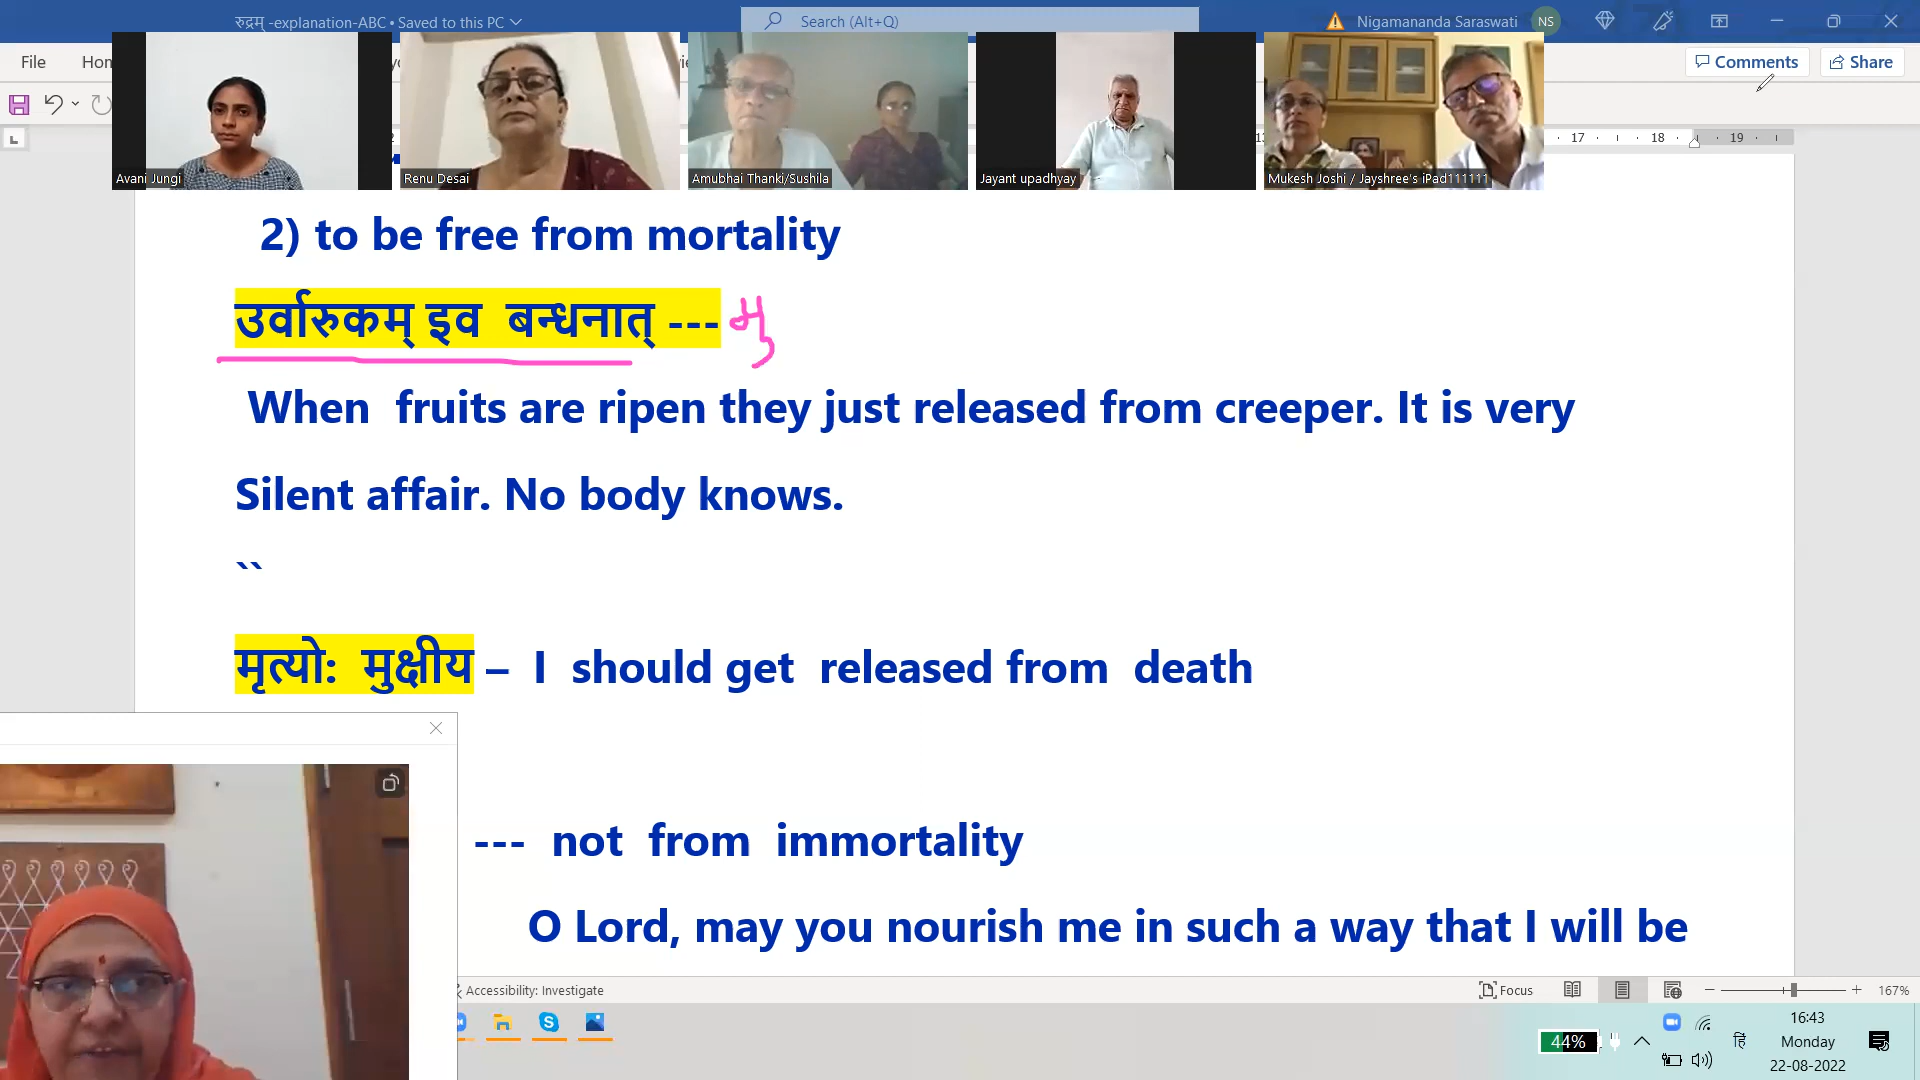 रुद्रम् -explanation-ABC • Saved to this PC
Search (Alt+Q)
Nigamananda Saraswati
NS
File
Hom
Comments
Share
17
18
19
Avani Jungi
Renu Desai
Amubhai Thanki/Sushila
Jayant upadhyay
Mukesh Joshi / Jayshree's iPad111111
2) to be free from mortality
उर्वारुकम् इव बन्धनात् --- मृ
When fruits are ripen they just released from creeper. It is very
Silent affair. No body knows.
``
मृत्यो: मुक्षीय – I should get released from death
--- not from immortality
O Lord, may you nourish me in such a way that I will be
Accessibility: Investigate
Focus
167%
44%
हि
16:43
Monday
22-08-2022